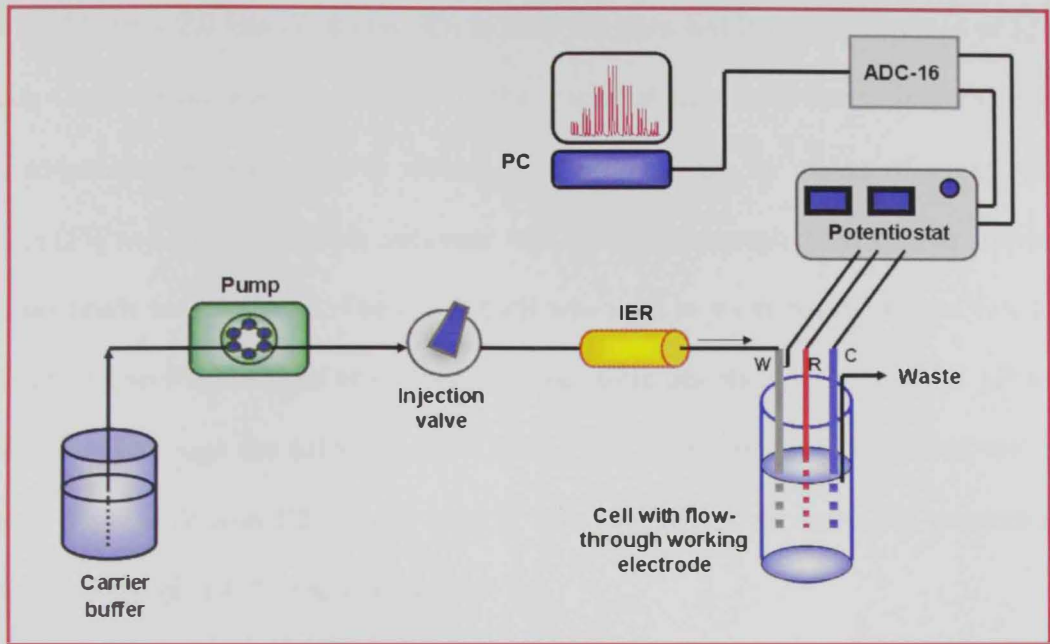 ADC-16
PC
Potentiostat
Pump
IER
W
R
C
Waste
Injection
valve
Cell with flow-
through working
electrode
Carrier
buffer